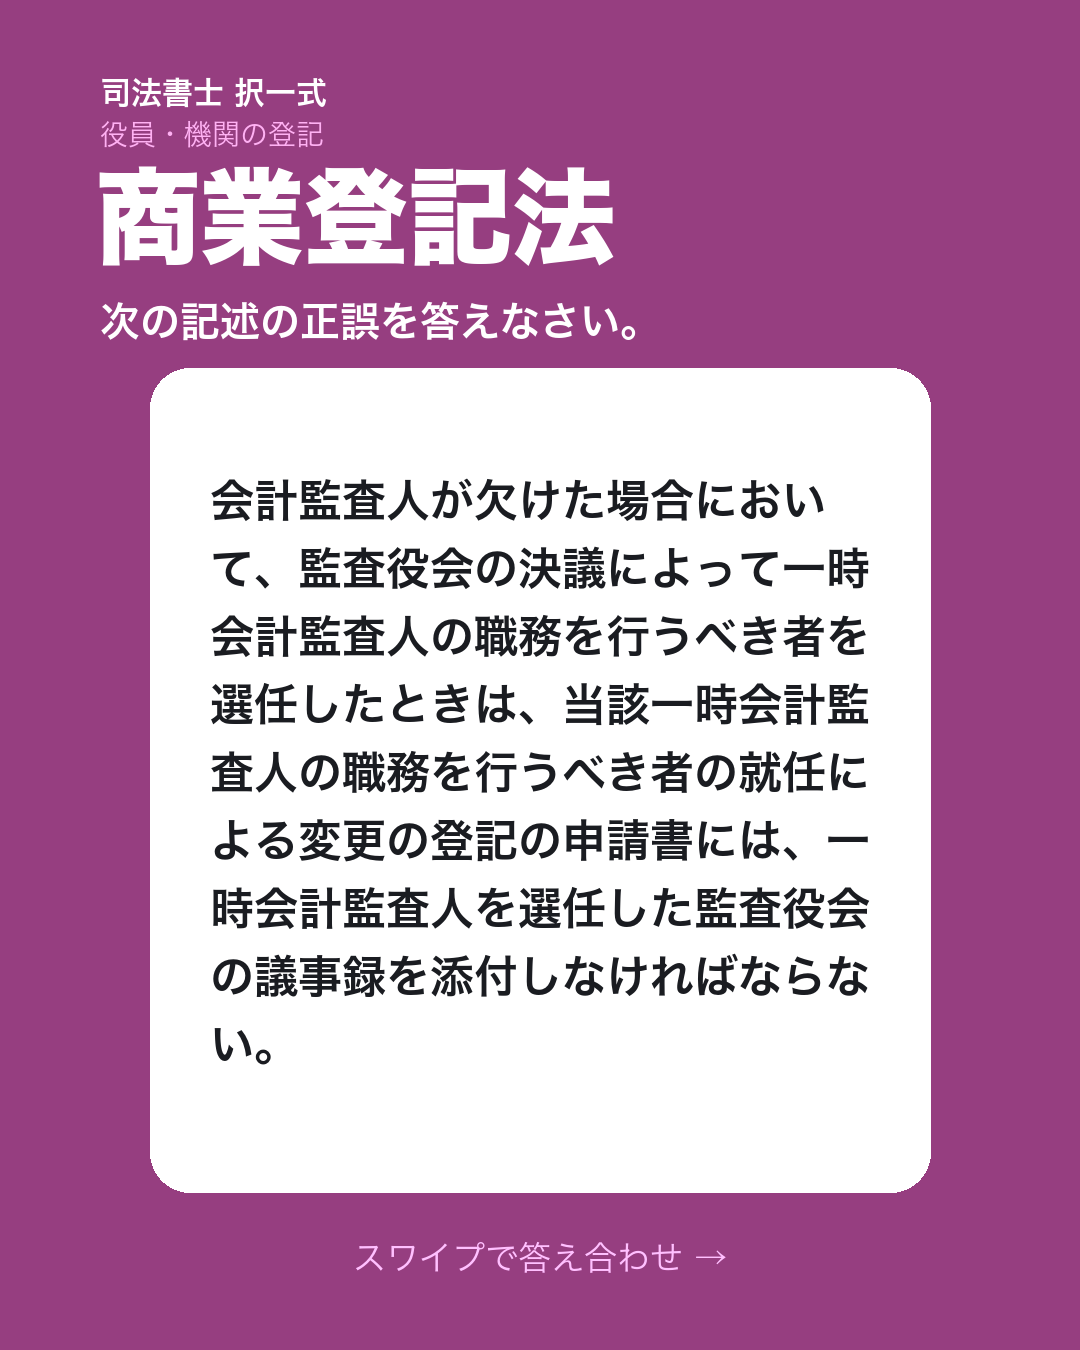 司法書士 択一式
役員・機関の登記
商業登記法
次の記述の正誤を答えなさい。
会計監査人が欠けた場合におい
て、監査役会の決議によって一時
会計監査人の職務を行うべき者を
選任したときは、当該一時会計監
査人の職務を行うべき者の就任に
よる変更の登記の申請書には、一
時会計監査人を選任した監査役会
の議事録を添付しなければならな
い。
スワイプで答え合わせ →